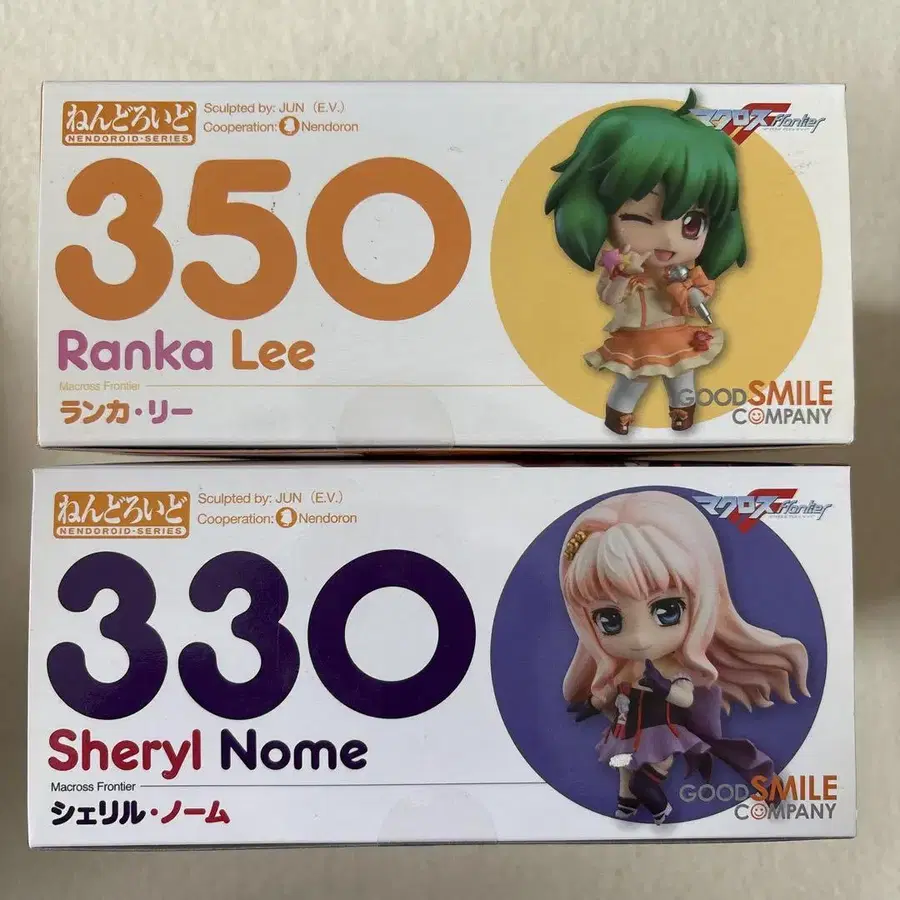 ねんどろいど
NENDOROID-SERIES
Sculpted by: JUN (E.V.)
Cooperation: Nendoron
マクロスFrontier
350
Ranka Lee
Macross Frontier
ランカ・リー
GOOD SMILE
COMPANY
ねんどろいど
NENDOROID-SERIES
Sculpted by: JUN (E.V.)
Cooperation: Nendoron
マクロスFrontier
330
Sheryl Nome
Macross Frontier
シェリル・ノーム
GOOD SMILE
COMPANY